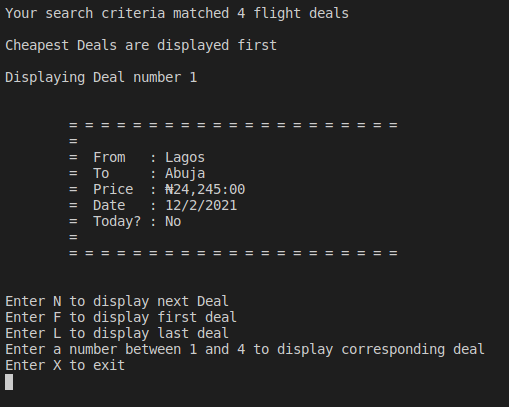 Your search criteria matched 4 flight deals
Cheapest Deals are displayed first
Displaying Deal number 1
= = = = = = = = = = = = = = = = = = = = =
=
= From : Lagos
= To : Abuja
= Price : ₦24,245:00
= Date : 12/2/2021
= Today? : No
=
= = = = = = = = = = = = = = = = = = = = =
Enter N to display next Deal
Enter F to display first deal
Enter L to display last deal
Enter a number between 1 and 4 to display corresponding deal
Enter X to exit